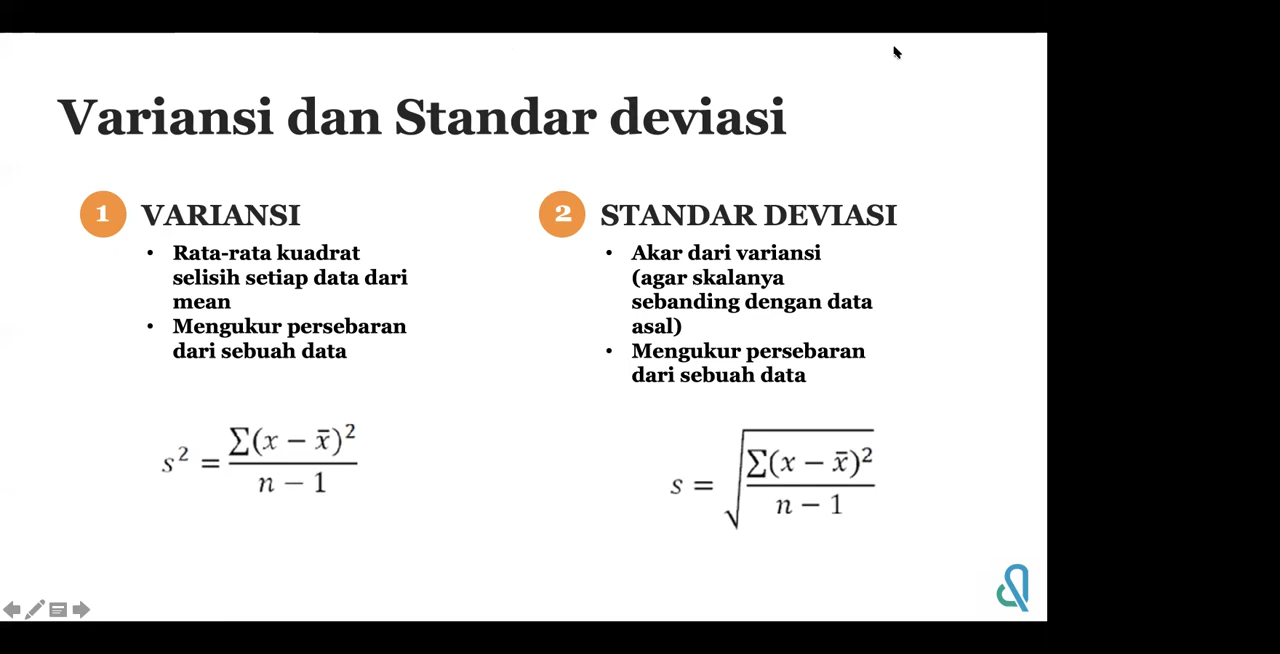 Variansi dan Standar deviasi
1 VARIANSI
• Rata-rata kuadrat
selisih setiap data dari
mean
• Mengukur persebaran
dari sebuah data
s² = ∑(x − x̄)² / n − 1
2 STANDAR DEVIASI
• Akar dari variansi
(agar skalanya
sebanding dengan data
asal)
• Mengukur persebaran
dari sebuah data
s = √(∑(x − x̄)² / n − 1)